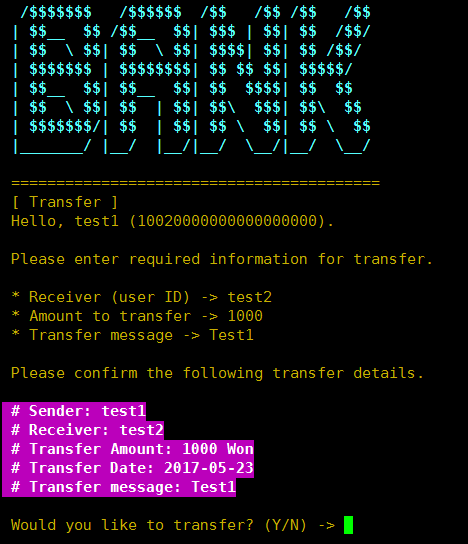 /$$$$$$$   /$$$$$$  /$$   /$$ /$$   /$$
| $$__  $$ /$$__  $$| $$$ | $$| $$  /$$/
| $$  \ $$| $$  \ $$| $$$$| $$| $$ /$$/
| $$$$$$$ | $$$$$$$$| $$ $$ $$| $$$$$/
| $$__  $$| $$__  $$| $$  $$$$| $$  $$
| $$  \ $$| $$  | $$| $$\  $$$| $$\  $$
| $$$$$$$/| $$  | $$| $$ \  $$| $$ \  $$
|_______/ |__/  |__/|__/  \__/|__/  \__/
=========================================
[ Transfer ]
Hello, test1 (10020000000000000000).
Please enter required information for transfer.
* Receiver (user ID) -> test2
* Amount to transfer -> 1000
* Transfer message -> Test1
Please confirm the following transfer details.
# Sender: test1
# Receiver: test2
# Transfer Amount: 1000 Won
# Transfer Date: 2017-05-23
# Transfer message: Test1
Would you like to transfer? (Y/N) ->